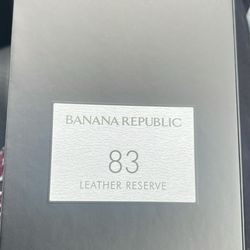 BANANA REPUBLIC
83
LEATHER RESERVE